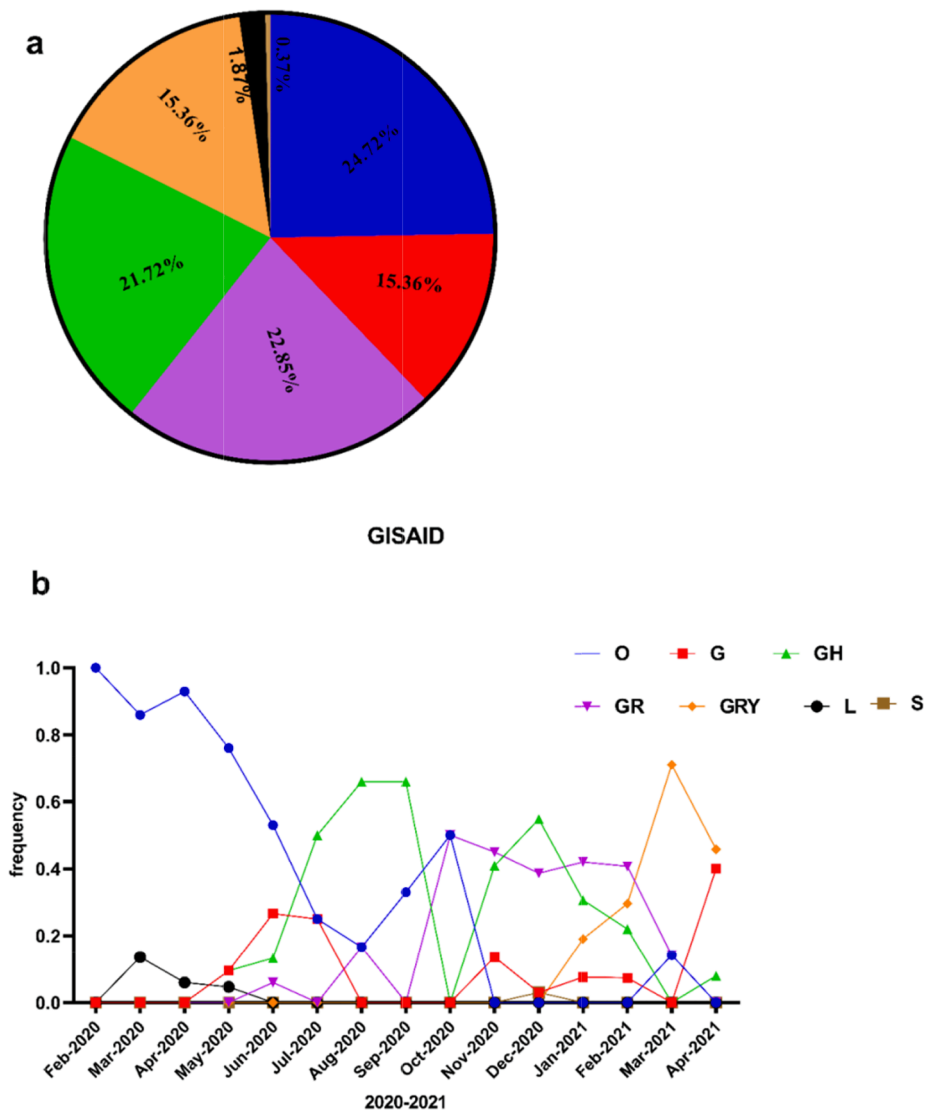 a
0.37%
1.87%
15.36%
24.72%
21.72%
15.36%
22.85%
GISAID
b
O G GH
GR GRY L S
1.0
0.8
0.6
0.4
0.2
0.0
frequency
Feb-2020
Mar-2020
Apr-2020
May-2020
Jun-2020
Jul-2020
Aug-2020
Sep-2020
Oct-2020
Nov-2020
Dec-2020
Jan-2021
Feb-2021
Mar-2021
Apr-2021
2020-2021